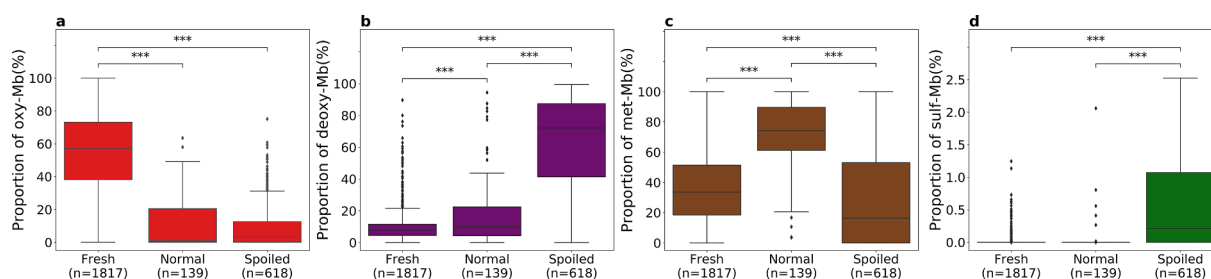 a
Proportion of oxy-Mb(%)
100
80
60
40
20
0
***
***
Fresh
(n=1817)
Normal
(n=139)
Spoiled
(n=618)
b
Proportion of deoxy-Mb(%)
100
80
60
40
20
0
***
***
***
Fresh
(n=1817)
Normal
(n=139)
Spoiled
(n=618)
c
Proportion of met-Mb(%)
100
80
60
40
20
0
***
***
***
Fresh
(n=1817)
Normal
(n=139)
Spoiled
(n=618)
d
Proportion of sulf-Mb(%)
2.5
2.0
1.5
1.0
0.5
0.0
***
***
Fresh
(n=1817)
Normal
(n=139)
Spoiled
(n=618)